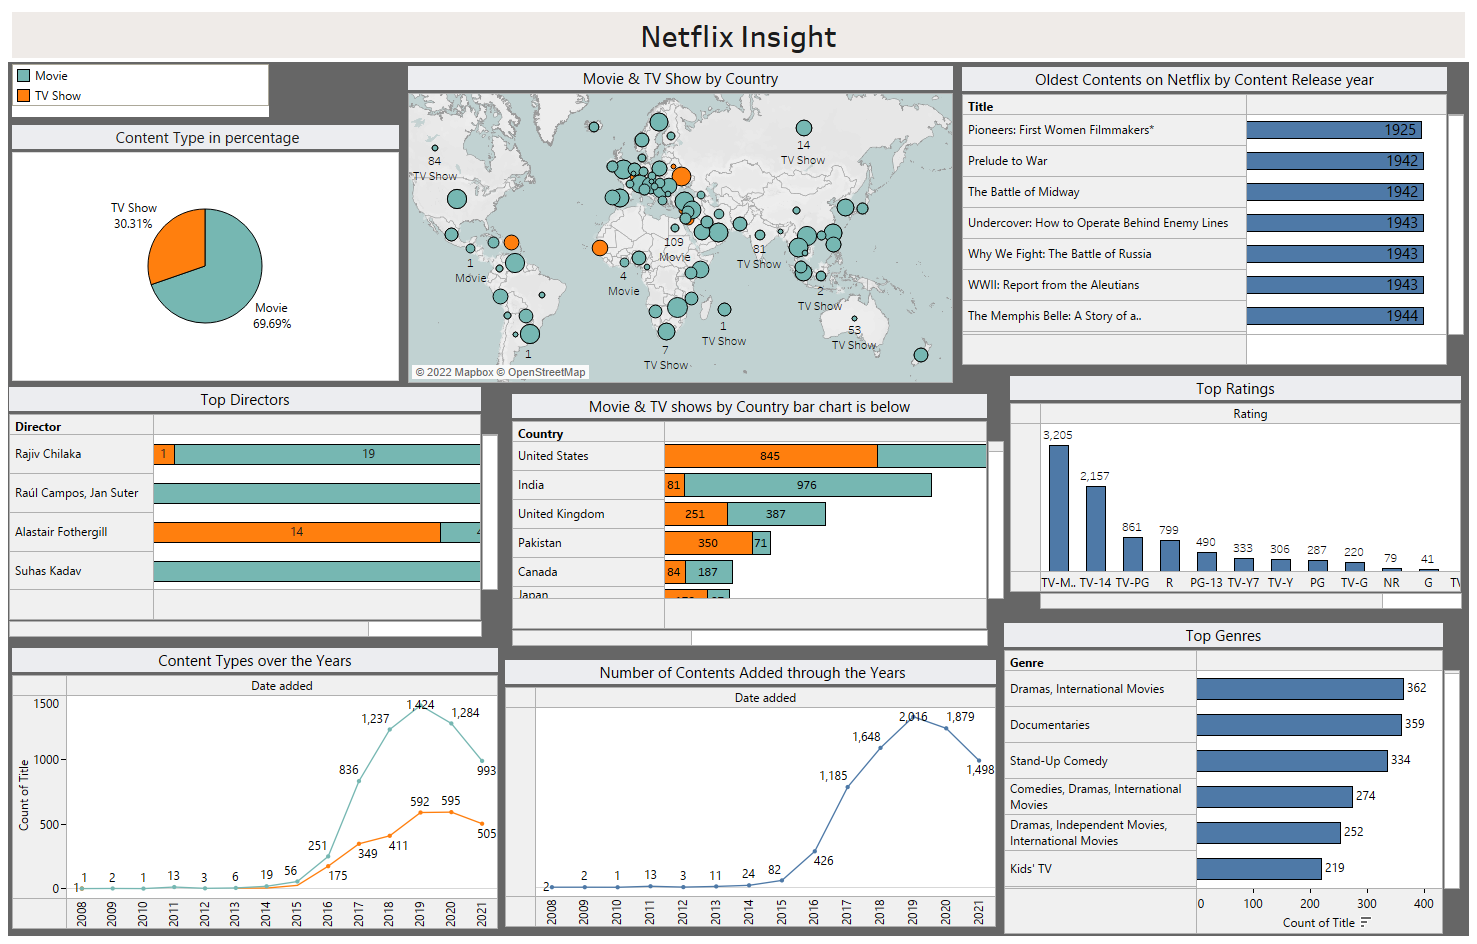 Netflix Insight
Movie
TV Show
Content Type in percentage
TV Show
30.31%
Movie
69.69%
Movie & TV Show by Country
84
TV Show
14
TV Show
1
Movie
109
Movie
4
Movie
81
TV Show
2
TV Show
1
TV Show
53
TV Show
7
TV Show
1
© 2022 Mapbox © OpenStreetMap
Oldest Contents on Netflix by Content Release year
Title
Pioneers: First Women Filmmakers* 1925
Prelude to War 1942
The Battle of Midway 1942
Undercover: How to Operate Behind Enemy Lines 1943
Why We Fight: The Battle of Russia 1943
WWII: Report from the Aleutians 1943
The Memphis Belle: A Story of a.. 1944
Top Directors
Director
Rajiv Chilaka 1 19
Raúl Campos, Jan Suter
Alastair Fothergill 14 4
Suhas Kadav
Movie & TV shows by Country bar chart is below
Country
United States 845
India 81 976
United Kingdom 251 387
Pakistan 350 71
Canada 84 187
Japan
Top Ratings
Rating
3,205 2,157 861 799 490 333 306 287 220 79 41
TV-M.. TV-14 TV-PG R PG-13 TV-Y7 TV-Y PG TV-G NR G
Content Types over the Years
Date added
Count of Title
1500
1000
500
0
1 2 1 13 3 6 19 56 251 836 1,237 1,424 1,284 993
1 175 349 411 592 595 505
2008 2009 2010 2011 2012 2013 2014 2015 2016 2017 2018 2019 2020 2021
Number of Contents Added through the Years
Date added
2 2 1 13 3 11 24 82 426 1,185 1,648 2,016 1,879 1,498
2008 2009 2010 2011 2012 2013 2014 2015 2016 2017 2018 2019 2020 2021
Top Genres
Genre
Dramas, International Movies 362
Documentaries 359
Stand-Up Comedy 334
Comedies, Dramas, International
Movies 274
Dramas, Independent Movies,
International Movies 252
Kids' TV 219
0 100 200 300 400
Count of Title